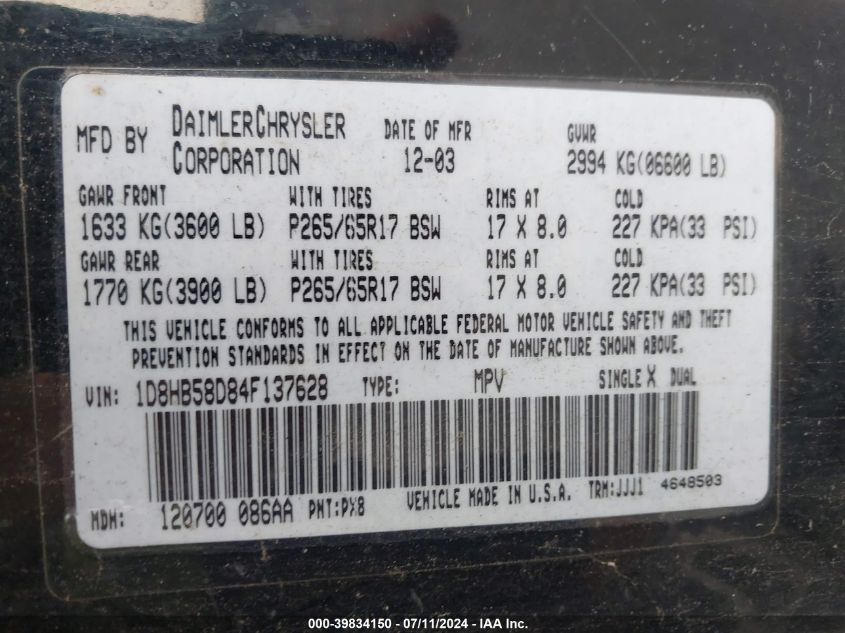 MFD BY DAIMLERCHRYSLER CORPORATION DATE OF MFR 12-03 GVWR 2994 KG(06600 LB)
GAWR FRONT WITH TIRES RIMS AT COLD
1633 KG(3600 LB) P265/65R17 BSW 17 X 8.0 227 KPA(33 PSI)
GAWR REAR WITH TIRES RIMS AT COLD
1770 KG(3900 LB) P265/65R17 BSW 17 X 8.0 227 KPA(33 PSI)
THIS VEHICLE CONFORMS TO ALL APPLICABLE FEDERAL MOTOR VEHICLE SAFETY AND THEFT
PREVENTION STANDARDS IN EFFECT ON THE DATE OF MANUFACTURE SHOWN ABOVE.
VIN: 1D8HB58D84F137628 TYPE: MPV SINGLE X DUAL
MDH: 120700 086AA PNT:PX8 VEHICLE MADE IN U.S.A. TRM:JJJ1 4648503
000-39834150 - 07/11/2024 - IAA Inc.